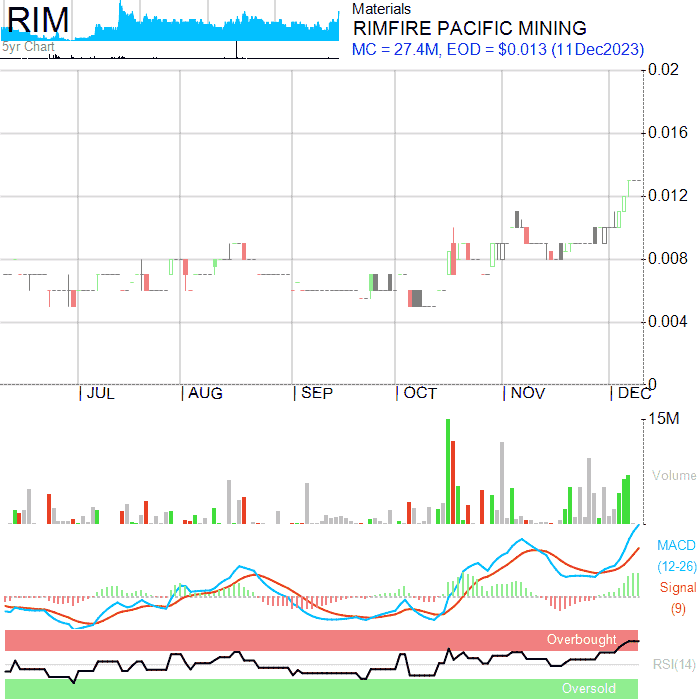 RIM
5yr Chart
Materials
RIMFIRE PACIFIC MINING
MC = 27.4M, EOD = $0.013 (11Dec2023)
0.02
0.016
0.012
0.008
0.004
0
JUL
AUG
SEP
OCT
NOV
DEC
15M
Volume
MACD
(12-26)
Signal
(9)
Overbought
RSI(14)
Oversold